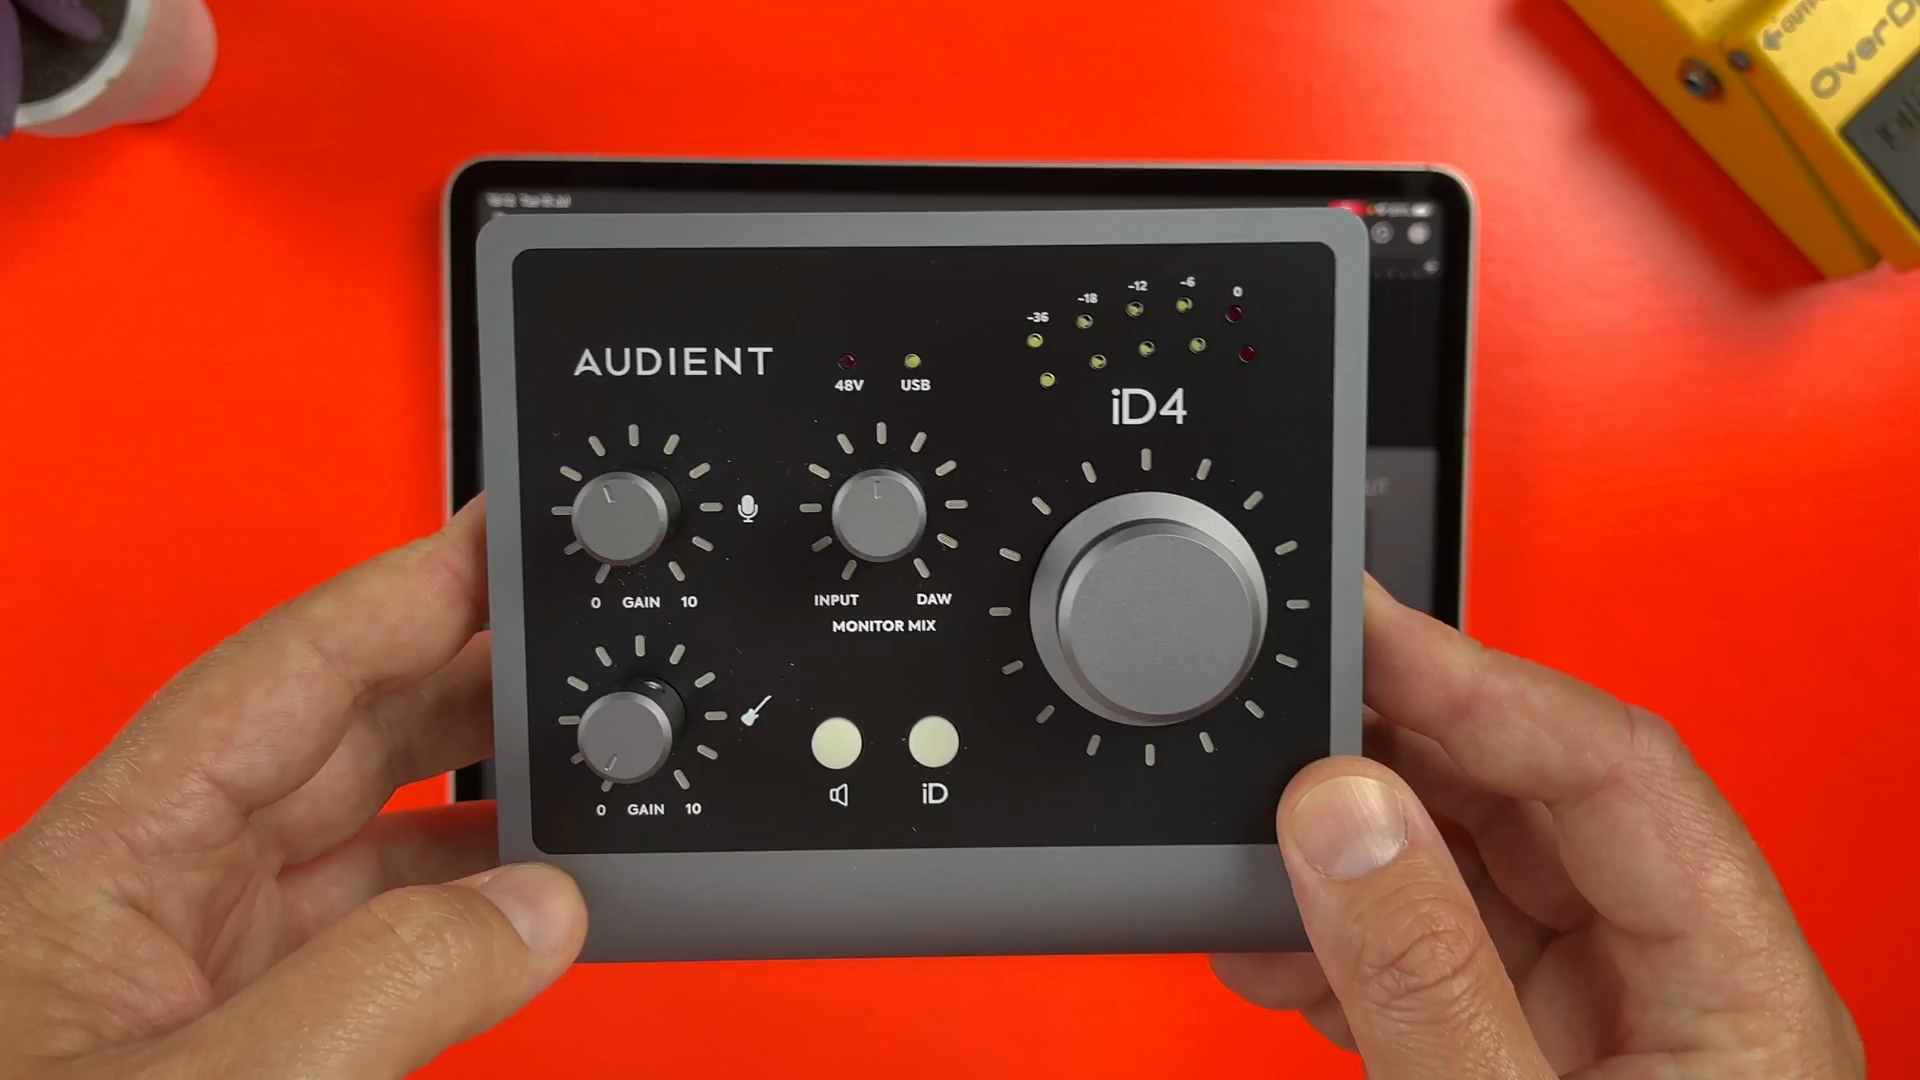 OverD
-36 -18 -12 -6 0
AUDIENT
48V USB
iD4
0 GAIN 10
INPUT DAW
MONITOR MIX
0 GAIN 10
iD